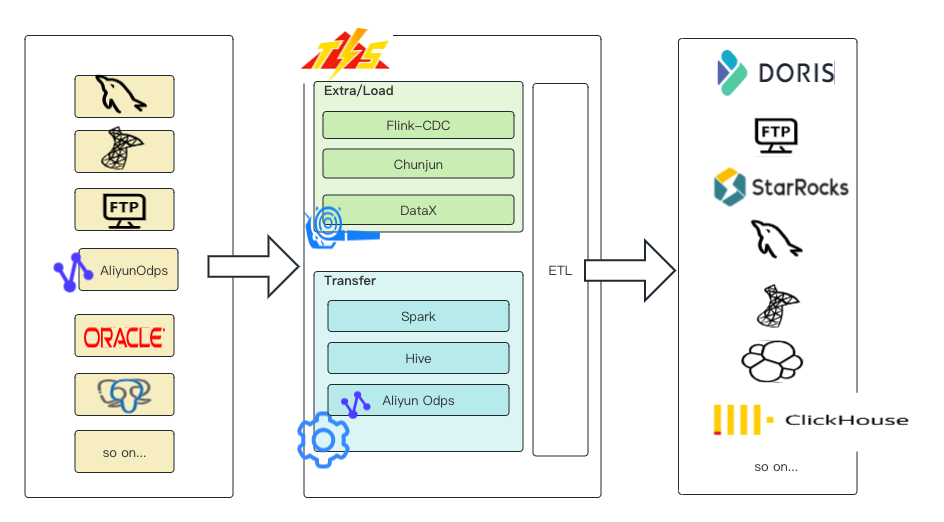 FTP
AliyunOdps
ORACLE
so on...
TIS
Extra/Load
Flink-CDC
Chunjun
DataX
Transfer
Spark
Hive
Aliyun Odps
ETL
DORIS
FTP
StarRocks
ClickHouse
so on...